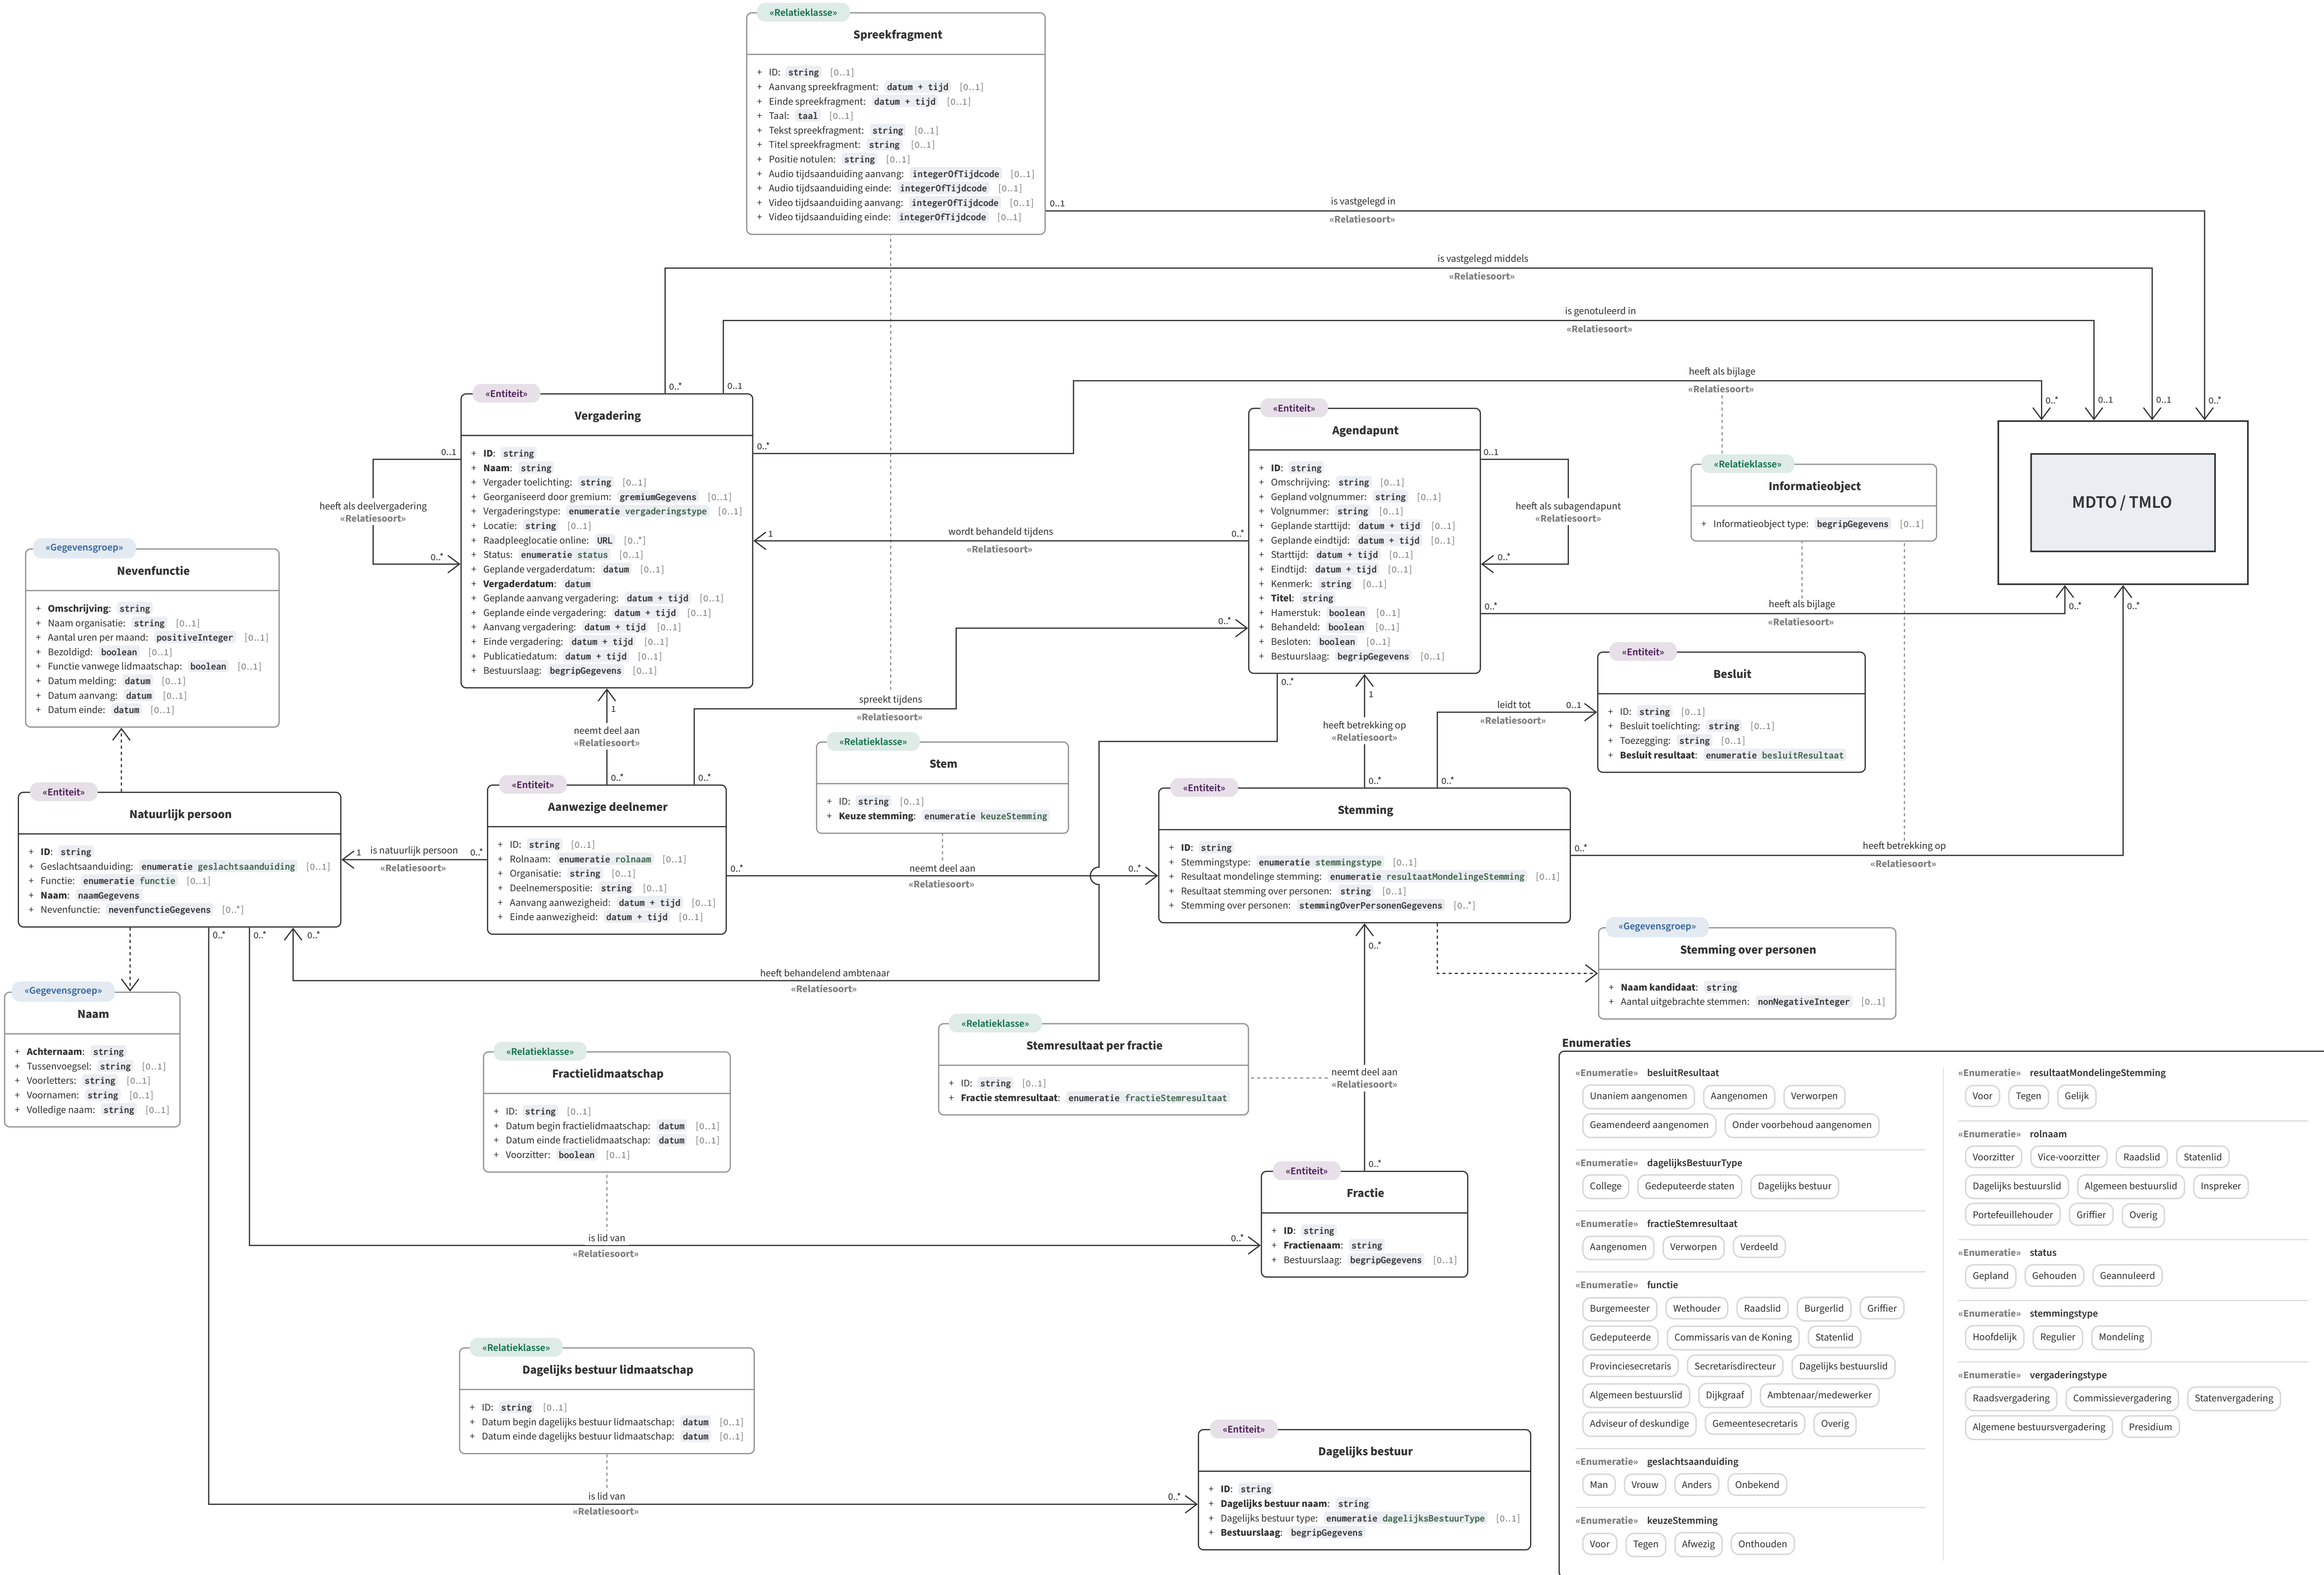 «Relatieklasse»
Spreekfragment
+ ID: string [0..1]
+ Aanvang spreekfragment: datum + tijd [0..1]
+ Einde spreekfragment: datum + tijd [0..1]
+ Taal: taal [0..1]
+ Tekst spreekfragment: string [0..1]
+ Titel spreekfragment: string [0..1]
+ Positie notulen: string [0..1]
+ Audio tijdsaanduiding aanvang: integerOfTijdcode [0..1]
+ Audio tijdsaanduiding einde: integerOfTijdcode [0..1]
+ Video tijdsaanduiding aanvang: integerOfTijdcode [0..1]
+ Video tijdsaanduiding einde: integerOfTijdcode [0..1]
0..1
is vastgelegd in
«Relatiesoort»
is vastgelegd middels
«Relatiesoort»
is genotuleerd in
«Relatiesoort»
heeft als bijlage
«Relatiesoort»
0..*
0..1
0..*
0..1
0..1
0..*
«Entiteit»
Vergadering
+ ID: string
+ Naam: string
+ Vergader toelichting: string [0..1]
+ Georganiseerd door gremium: gremiumGegevens [0..1]
+ Vergaderingstype: enumeratie vergaderingstype [0..1]
+ Locatie: string [0..1]
+ Raadpleeglocatie online: URL [0..*]
+ Status: enumeratie status [0..1]
+ Geplande vergaderdatum: datum [0..1]
+ Vergaderdatum: datum
+ Geplande aanvang vergadering: datum + tijd [0..1]
+ Geplande einde vergadering: datum + tijd [0..1]
+ Aanvang vergadering: datum + tijd [0..1]
+ Einde vergadering: datum + tijd [0..1]
+ Publicatiedatum: datum + tijd [0..1]
+ Bestuurslaag: begripGegevens [0..1]
0..1
heeft als deelvergadering
«Relatiesoort»
0..*
0..*
1
wordt behandeld tijdens
«Relatiesoort»
0..*
«Entiteit»
Agendapunt
+ ID: string
+ Omschrijving: string [0..1]
+ Gepland volgnummer: string [0..1]
+ Volgnummer: string [0..1]
+ Geplande starttijd: datum + tijd [0..1]
+ Geplande eindtijd: datum + tijd [0..1]
+ Starttijd: datum + tijd [0..1]
+ Eindtijd: datum + tijd [0..1]
+ Kenmerk: string [0..1]
+ Titel: string
+ Hamerstuk: boolean [0..1]
+ Behandeld: boolean [0..1]
+ Besloten: boolean [0..1]
+ Bestuurslaag: begripGegevens [0..1]
0..1
heeft als subagendapunt
«Relatiesoort»
0..*
«Relatieklasse»
Informatieobject
+ Informatieobject type: begripGegevens [0..1]
MDTO / TMLO
0..*
heeft als bijlage
«Relatiesoort»
0..*
0..*
«Gegevensgroep»
Nevenfunctie
+ Omschrijving: string
+ Naam organisatie: string [0..1]
+ Aantal uren per maand: positiveInteger [0..1]
+ Bezoldigd: boolean [0..1]
+ Functie vanwege lidmaatschap: boolean [0..1]
+ Datum melding: datum [0..1]
+ Datum aanvang: datum [0..1]
+ Datum einde: datum [0..1]
1
neemt deel aan
«Relatiesoort»
0..*
spreekt tijdens
«Relatiesoort»
0..*
0..*
0..*
1
heeft betrekking op
«Relatiesoort»
0..*
leidt tot
«Relatiesoort»
0..1
0..*
«Entiteit»
Besluit
+ ID: string [0..1]
+ Besluit toelichting: string [0..1]
+ Toezegging: string [0..1]
+ Besluit resultaat: enumeratie besluitResultaat
«Relatieklasse»
Stem
+ ID: string [0..1]
+ Keuze stemming: enumeratie keuzeStemming
«Entiteit»
Natuurlijk persoon
+ ID: string
+ Geslachtsaanduiding: enumeratie geslachtsaanduiding [0..1]
+ Functie: enumeratie functie [0..1]
+ Naam: naamGegevens
+ Nevenfunctie: nevenfunctieGegevens [0..*]
1
is natuurlijk persoon
«Relatiesoort»
0..*
«Entiteit»
Aanwezige deelnemer
+ ID: string [0..1]
+ Rolnaam: enumeratie rolnaam [0..1]
+ Organisatie: string [0..1]
+ Deelnemerspositie: string [0..1]
+ Aanvang aanwezigheid: datum + tijd [0..1]
+ Einde aanwezigheid: datum + tijd [0..1]
0..*
neemt deel aan
«Relatiesoort»
0..*
«Entiteit»
Stemming
+ ID: string
+ Stemmingstype: enumeratie stemmingstype [0..1]
+ Resultaat mondelinge stemming: enumeratie resultaatMondelingeStemming [0..1]
+ Resultaat stemming over personen: string [0..1]
+ Stemming over personen: stemmingOverPersonenGegevens [0..*]
0..*
heeft betrekking op
«Relatiesoort»
0..*
0..*
0..*
heeft behandelend ambtenaar
«Relatiesoort»
0..*
«Gegevensgroep»
Stemming over personen
+ Naam kandidaat: string
+ Aantal uitgebrachte stemmen: nonNegativeInteger [0..1]
«Gegevensgroep»
Naam
+ Achternaam: string
+ Tussenvoegsel: string [0..1]
+ Voorletters: string [0..1]
+ Voornamen: string [0..1]
+ Volledige naam: string [0..1]
«Relatieklasse»
Fractielidmaatschap
+ ID: string [0..1]
+ Datum begin fractielidmaatschap: datum [0..1]
+ Datum einde fractielidmaatschap: datum [0..1]
+ Voorzitter: boolean [0..1]
«Relatieklasse»
Stemresultaat per fractie
+ ID: string [0..1]
+ Fractie stemresultaat: enumeratie fractieStemresultaat
neemt deel aan
«Relatiesoort»
0..*
is lid van
«Relatiesoort»
0..*
«Entiteit»
Fractie
+ ID: string
+ Fractienaam: string
+ Bestuurslaag: begripGegevens [0..1]
«Relatieklasse»
Dagelijks bestuur lidmaatschap
+ ID: string [0..1]
+ Datum begin dagelijks bestuur lidmaatschap: datum [0..1]
+ Datum einde dagelijks bestuur lidmaatschap: datum [0..1]
is lid van
«Relatiesoort»
0..*
«Entiteit»
Dagelijks bestuur
+ ID: string
+ Dagelijks bestuur naam: string
+ Dagelijks bestuur type: enumeratie dagelijksBestuurType [0..1]
+ Bestuurslaag: begripGegevens
Enumeraties
«Enumeratie» besluitResultaat
Unaniem aangenomen Aangenomen Verworpen
Geamendeerd aangenomen Onder voorbehoud aangenomen
«Enumeratie» dagelijksBestuurType
College Gedeputeerde staten Dagelijks bestuur
«Enumeratie» fractieStemresultaat
Aangenomen Verworpen Verdeeld
«Enumeratie» functie
Burgemeester Wethouder Raadslid Burgerlid Griffier
Gedeputeerde Commissaris van de Koning Statenlid
Provinciesecretaris Secretarisdirecteur Dagelijks bestuurslid
Algemeen bestuurslid Dijkgraaf Ambtenaar/medewerker
Adviseur of deskundige Gemeentesecretaris Overig
«Enumeratie» geslachtsaanduiding
Man Vrouw Anders Onbekend
«Enumeratie» keuzeStemming
Voor Tegen Afwezig Onthouden
«Enumeratie» resultaatMondelingeStemming
Voor Tegen Gelijk
«Enumeratie» rolnaam
Voorzitter Vice-voorzitter Raadslid Statenlid
Dagelijks bestuurslid Algemeen bestuurslid Inspreker
Portefeuillehouder Griffier Overig
«Enumeratie» status
Gepland Gehouden Geannuleerd
«Enumeratie» stemmingstype
Hoofdelijk Regulier Mondeling
«Enumeratie» vergaderingstype
Raadsvergadering Commissievergadering Statenvergadering
Algemene bestuursvergadering Presidium